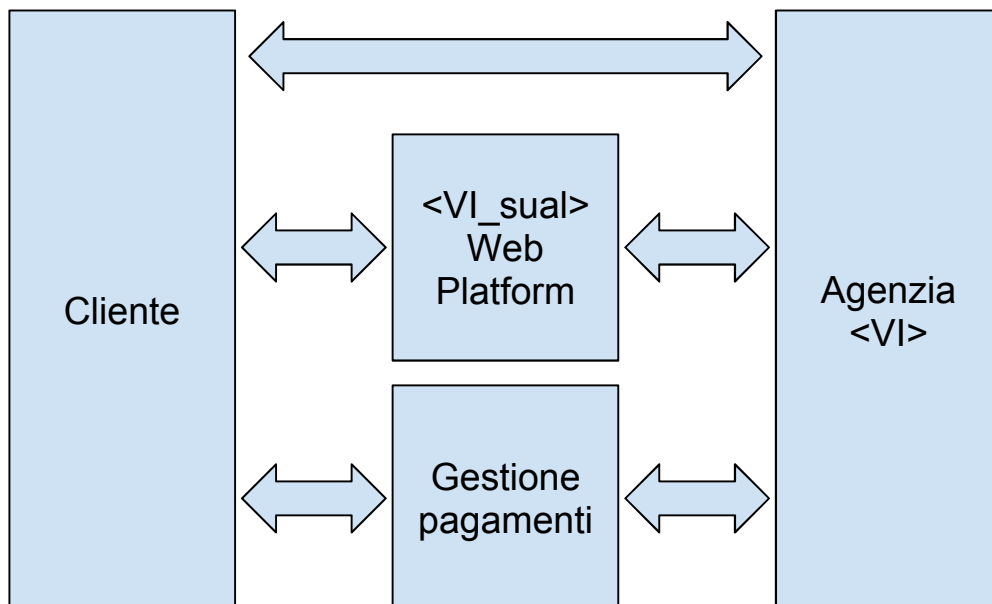 Cliente
<VI_sual>
Web
Platform
Gestione
pagamenti
Agenzia
<VI>